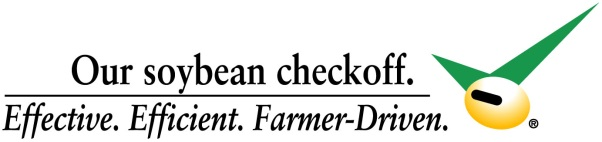 Our soybean checkoff.
Effective. Efficient. Farmer-Driven.
®